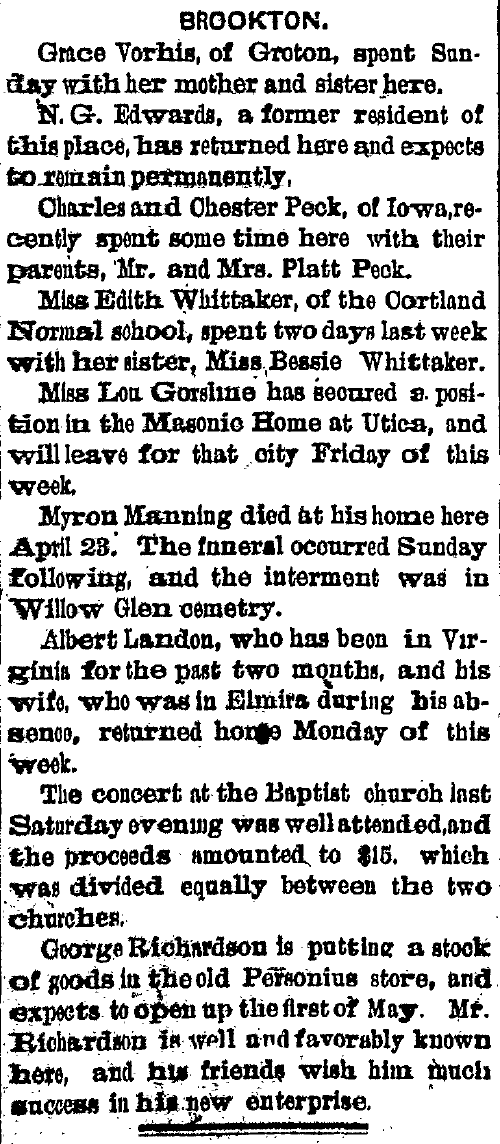 BROOKTON.
Grace Vorhis, of Groton, spent Sun-
day with her mother and sister here.
N. G. Edwards, a former resident of
this place, has returned here and expects
to remain permanently.
Charles and Chester Peck, of Iowa, re-
cently spent some time here with their
parents, Mr. and Mrs. Platt Peck.
Miss Edith Whittaker, of the Cortland
Normal school, spent two days last week
with her sister, Miss Bessie Whittaker.
Miss Lou Gorsline has secured a posi-
tion in the Masonic Home at Utica, and
will leave for that city Friday of this
week.
Myron Manning died at his home here
April 23. The funeral occurred Sunday
following, and the interment was in
Willow Glen cemetry.
Albert Landon, who has been in Vir-
ginia for the past two months, and his
wife, who was in Elmira during his ab-
sence, returned home Monday of this
week.
The concert at the Baptist church last
Saturday evening was well attended, and
the proceeds amounted to $15. which
was divided equally between the two
churches.
George Richardson is putting a stock
of goods in the old Personius store, and
expects to open up the first of May. Mr.
Richardson is well and favorably known
here, and his friends wish him much
success in his new enterprise.